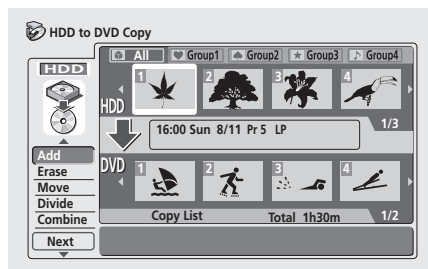 HDD to DVD Copy
All Group1 Group2 Group3 Group4
HDD
1 2 3 4
HDD
1/3
16:00 Sun 8/11 Pr 5 LP
Add
Erase
Move
Divide
Combine
Next
DVD
1 2 3 4
Copy List Total 1h30m 1/2